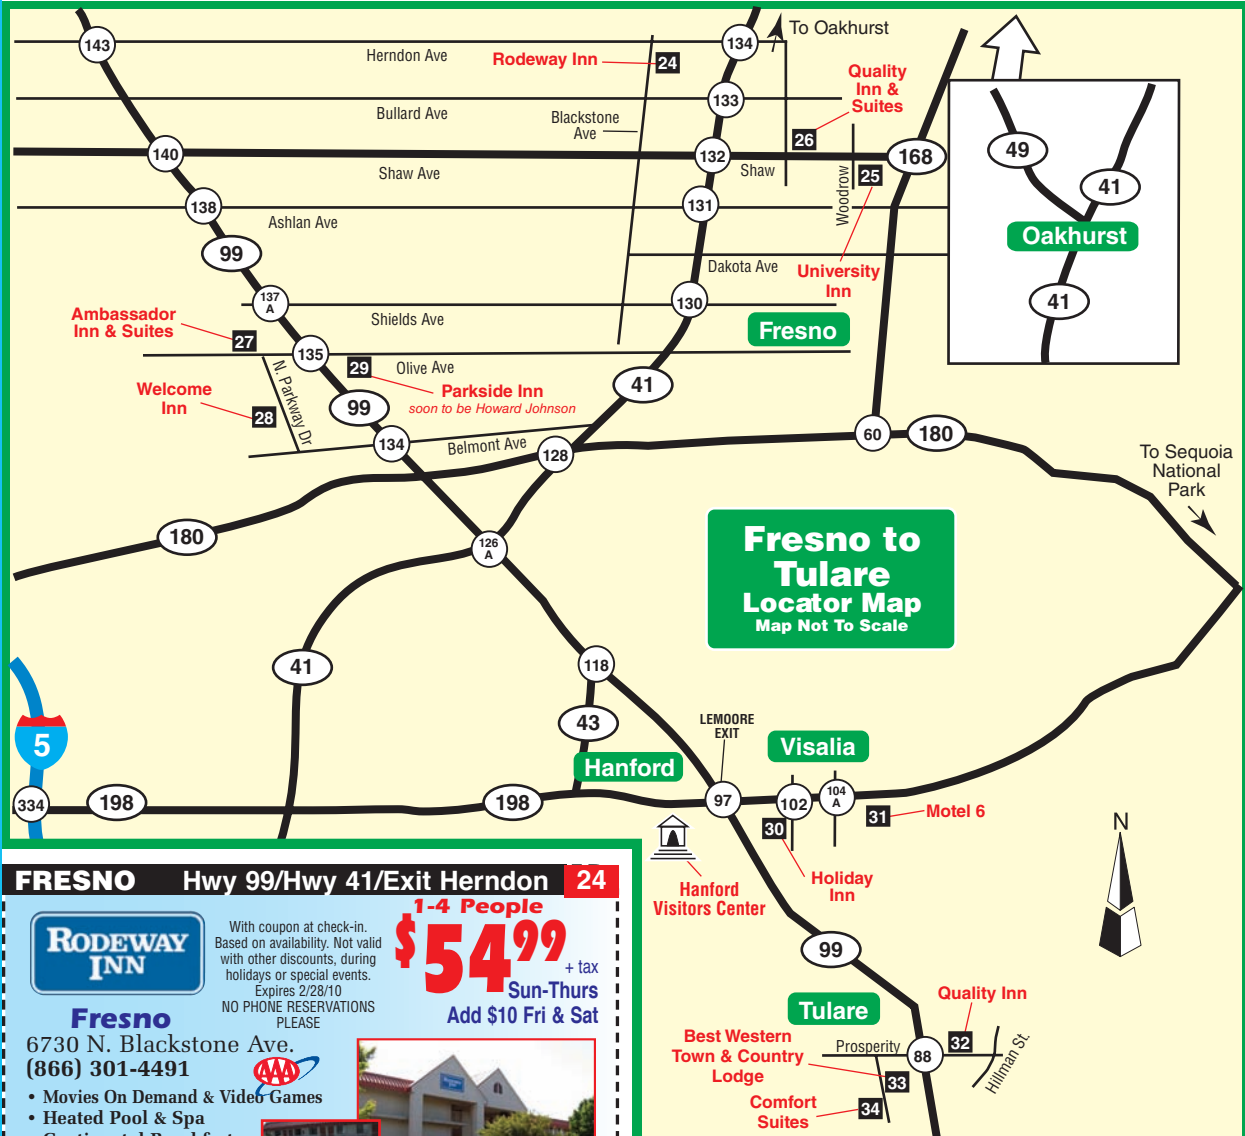 143
134
To Oakhurst
Herndon Ave
Rodeway Inn
24
Quality
Inn &
Suites
133
Bullard Ave
Blackstone
Ave
26
140
132
168
Shaw Ave
Shaw
25
Woodrow
49
41
138
131
Ashlan Ave
Oakhurst
99
Dakota Ave
University
Inn
41
137
A
130
Shields Ave
Fresno
Ambassador
Inn & Suites
27
135
29
Olive Ave
N. Parkway Dr
Welcome
Inn
28
99
Parkside Inn
soon to be Howard Johnson
41
134
Belmont Ave
128
60
180
To Sequoia
National
Park
180
126
A
Fresno to
Tulare
Locator Map
Map Not To Scale
41
118
43
LEMOORE
EXIT
5
Hanford
Visalia
334
198
198
97
102
104
A
30
31
Motel 6
Hanford
Visitors Center
Holiday
Inn
N
99
Tulare
Quality Inn
32
Prosperity
88
Hillman St.
Best Western
Town & Country
Lodge
33
Comfort
Suites
34
FRESNO Hwy 99/Hwy 41/Exit Herndon 24
RODEWAY
INN
With coupon at check-in.
Based on availability. Not valid
with other discounts, during
holidays or special events.
Expires 2/28/10
NO PHONE RESERVATIONS
PLEASE
1-4 People
$5499
+ tax
Sun-Thurs
Add $10 Fri & Sat
Fresno
6730 N. Blackstone Ave.
(866) 301-4491
AAA
• Movies On Demand & Video Games
• Heated Pool & Spa